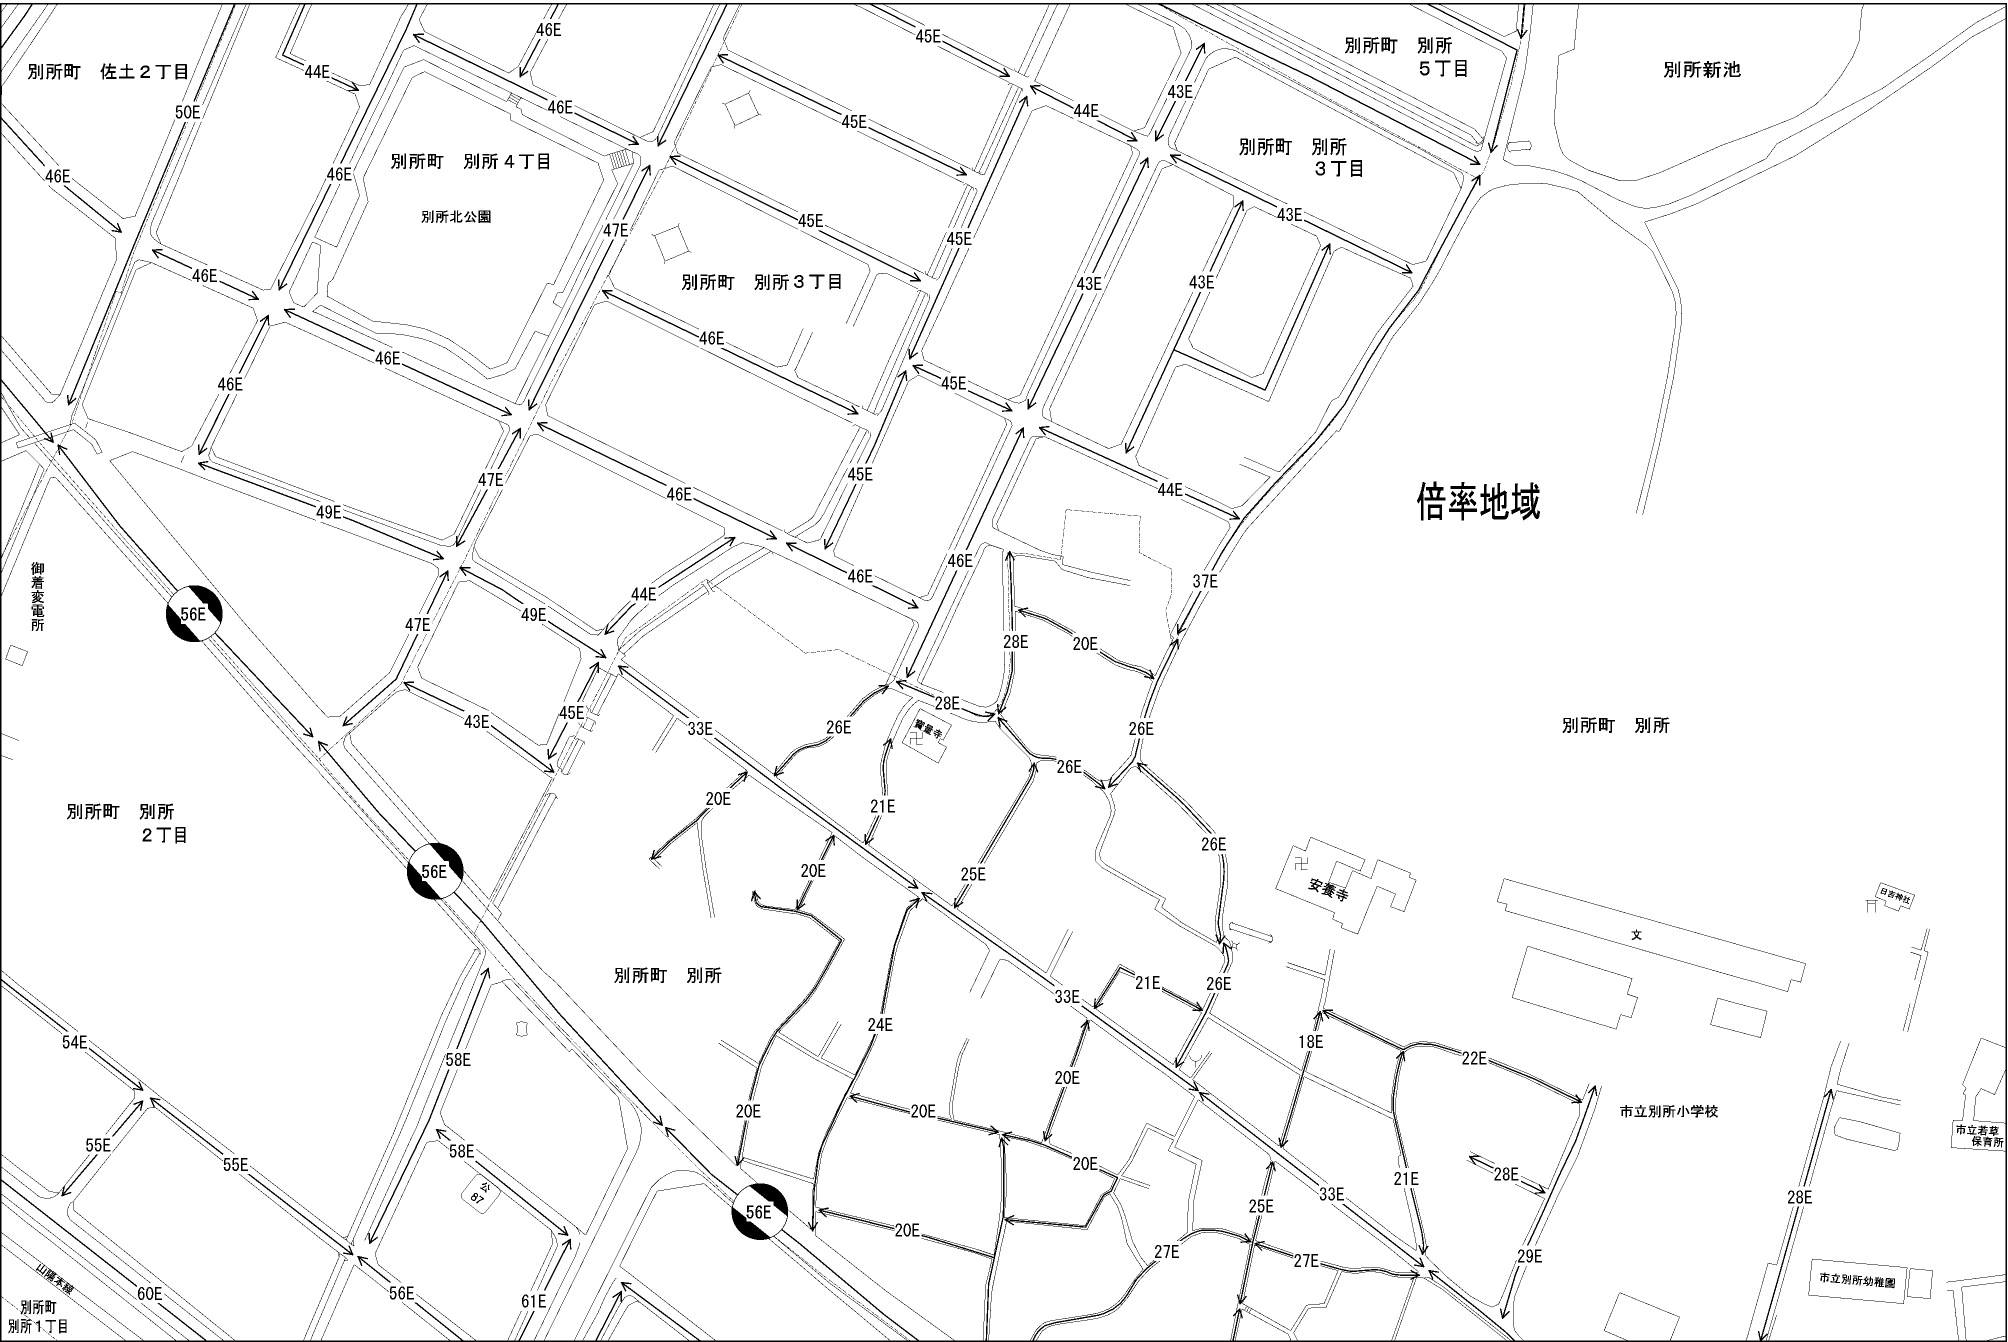 46E
45E
別所町　別所
５丁目
別所新池
別所町　佐土２丁目
44E
43E
50E
46E
44E
45E
別所町　別所
３丁目
別所町　別所４丁目
46E
46E
別所北公園
43E
45E
47E
45E
46E
別所町　別所３丁目
43E
43E
46E
46E
46E
45E
倍率地域
45E
47E
46E
44E
49E
46E
御着変電所
46E
37E
44E
56E
49E
47E
28E
20E
28E
寶量寺
45E
43E
33E
26E
26E
別所町　別所
26E
20E
21E
別所町　別所
２丁目
26E
20E
25E
56E
安養寺
日吉神社
文
別所町　別所
21E
26E
33E
24E
54E
58E
18E
22E
20E
20E
20E
市立別所小学校
市立若草
保育所
55E
58E
55E
20E
28E
21E
33E
28E
公
87
25E
56E
20E
27E
27E
29E
山陽本線
60E
56E
61E
市立別所幼稚園
別所町
別所１丁目